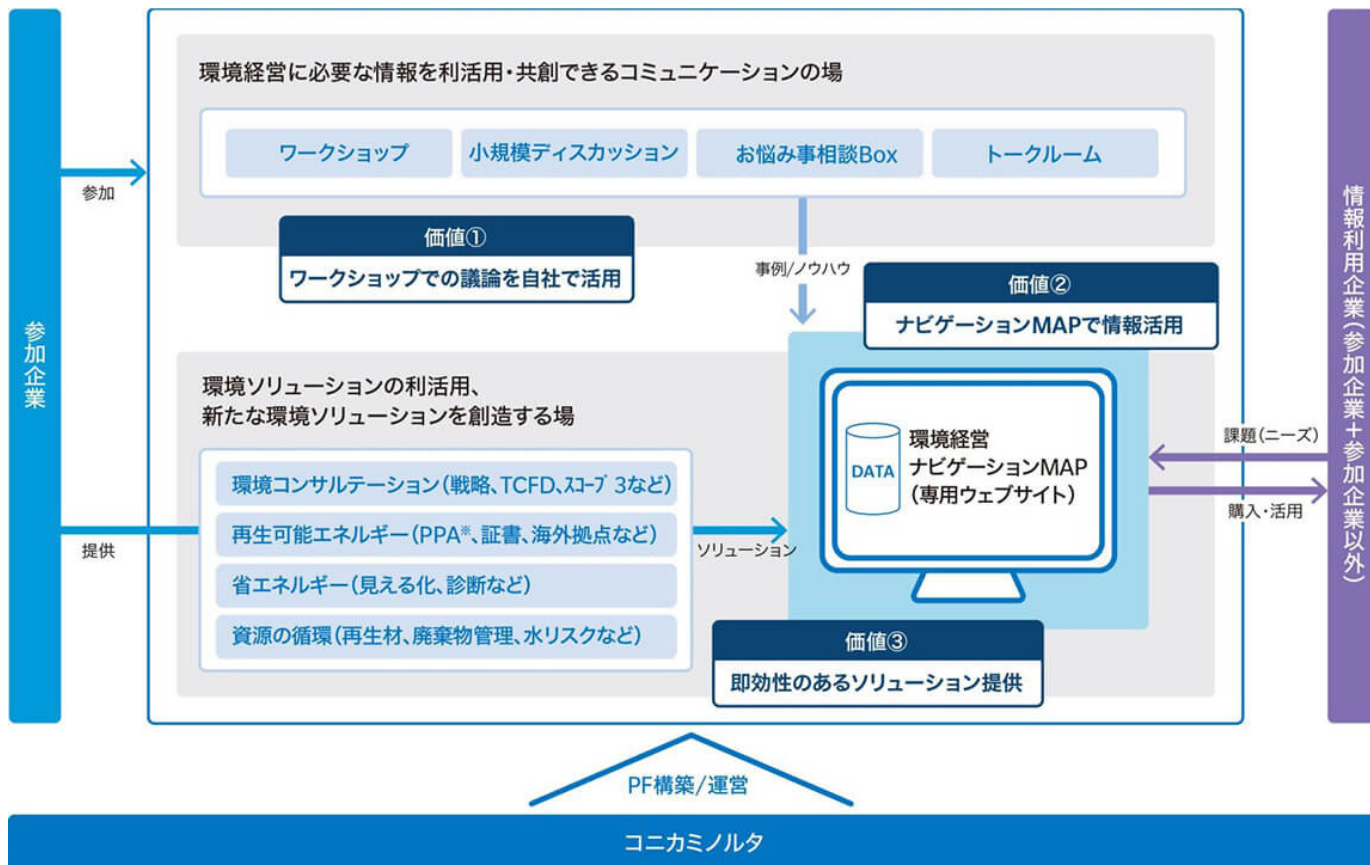 環境経営に必要な情報を利活用・共創できるコミュニケーションの場
ワークショップ
小規模ディスカッション
お悩み事相談Box
トークルーム
参加
価値①
ワークショップでの議論を自社で活用
事例/ノウハウ
価値②
ナビゲーションMAPで情報活用
参加企業
環境ソリューションの利活用、
新たな環境ソリューションを創造する場
環境コンサルテーション(戦略、TCFD、ｽｺｰﾌﾟ 3など)
再生可能エネルギー(PPA※、証書、海外拠点など)
省エネルギー(見える化、診断など)
資源の循環(再生材、廃棄物管理、水リスクなど)
提供
ソリューション
DATA
環境経営
ナビゲーションMAP
(専用ウェブサイト)
課題(ニーズ)
購入・活用
情報利用企業(参加企業＋参加企業以外)
価値③
即効性のあるソリューション提供
PF構築/運営
コニカミノルタ